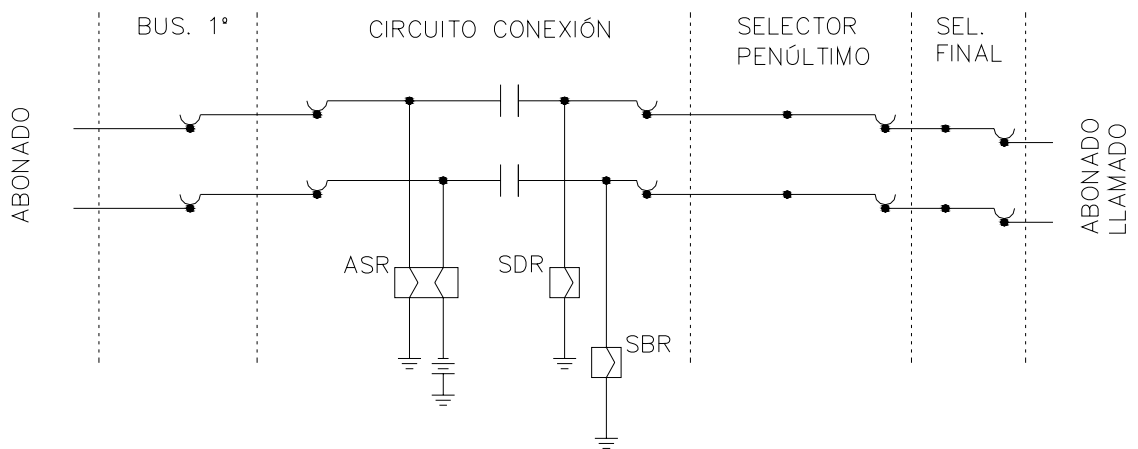 BUS. 1º
CIRCUITO CONEXIÓN
SELECTOR
PENÚLTIMO
SEL.
FINAL
ABONADO
ABONADO
LLAMADO
ASR
SDR
SBR